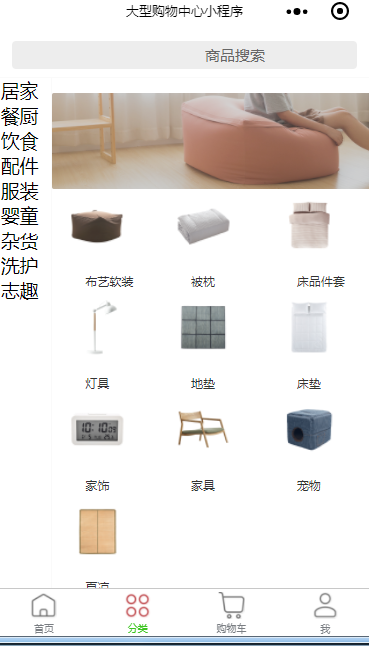 大型购物中心小程序
商品搜索
居家
餐厨
饮食
配件
服装
婴童
杂货
洗护
志趣
布艺软装
被枕
床品件套
灯具
地垫
床垫
10:10
家饰
家具
宠物
夏凉
首页
分类
购物车
我